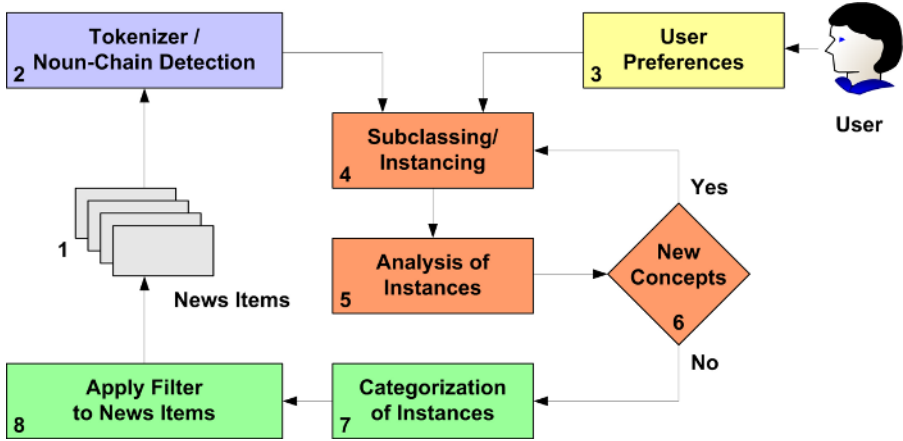 Tokenizer /
Noun-Chain Detection
2
User
Preferences
3
User
Subclassing/
Instancing
4
Yes
1
News Items
Analysis of
Instances
5
New
Concepts
6
No
Apply Filter
to News Items
8
Categorization
of Instances
7